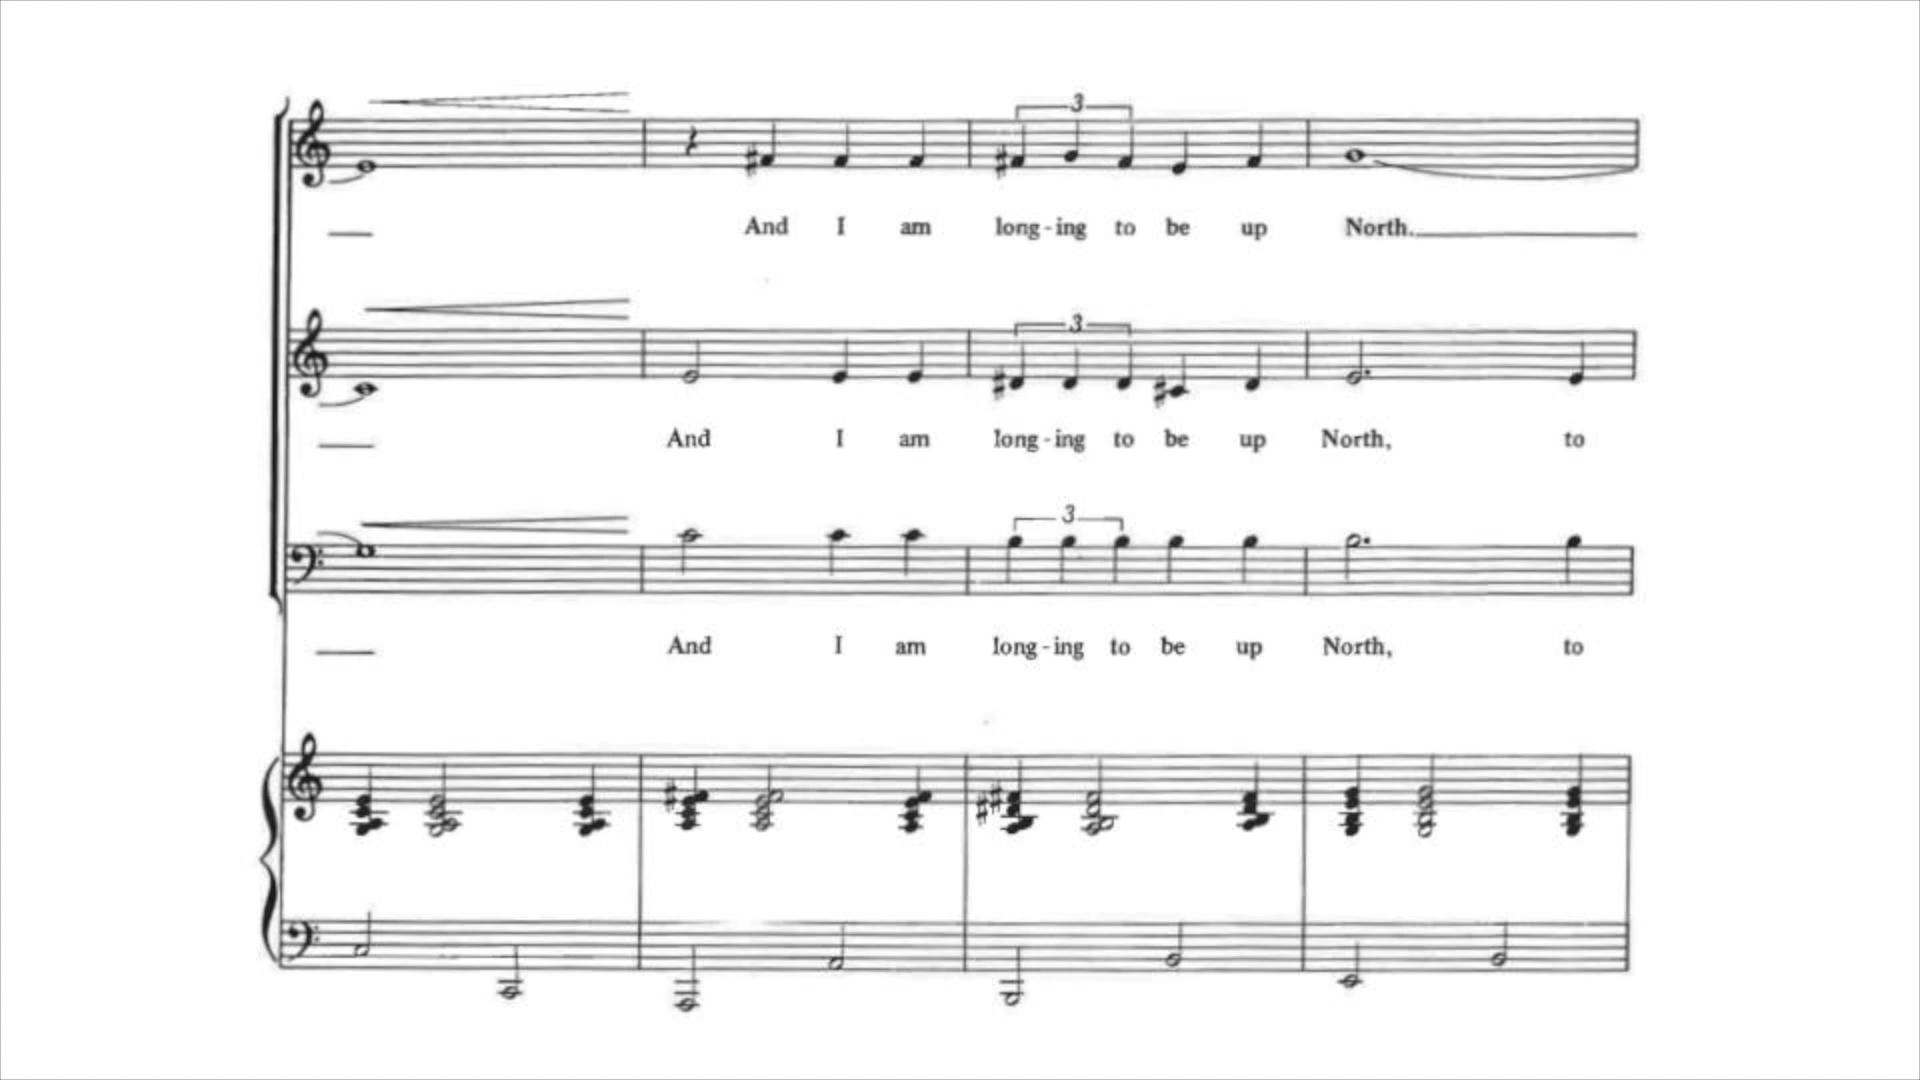 3
And I am long-ing to be up North.
3
And I am long-ing to be up North, to
3
And I am long-ing to be up North, to